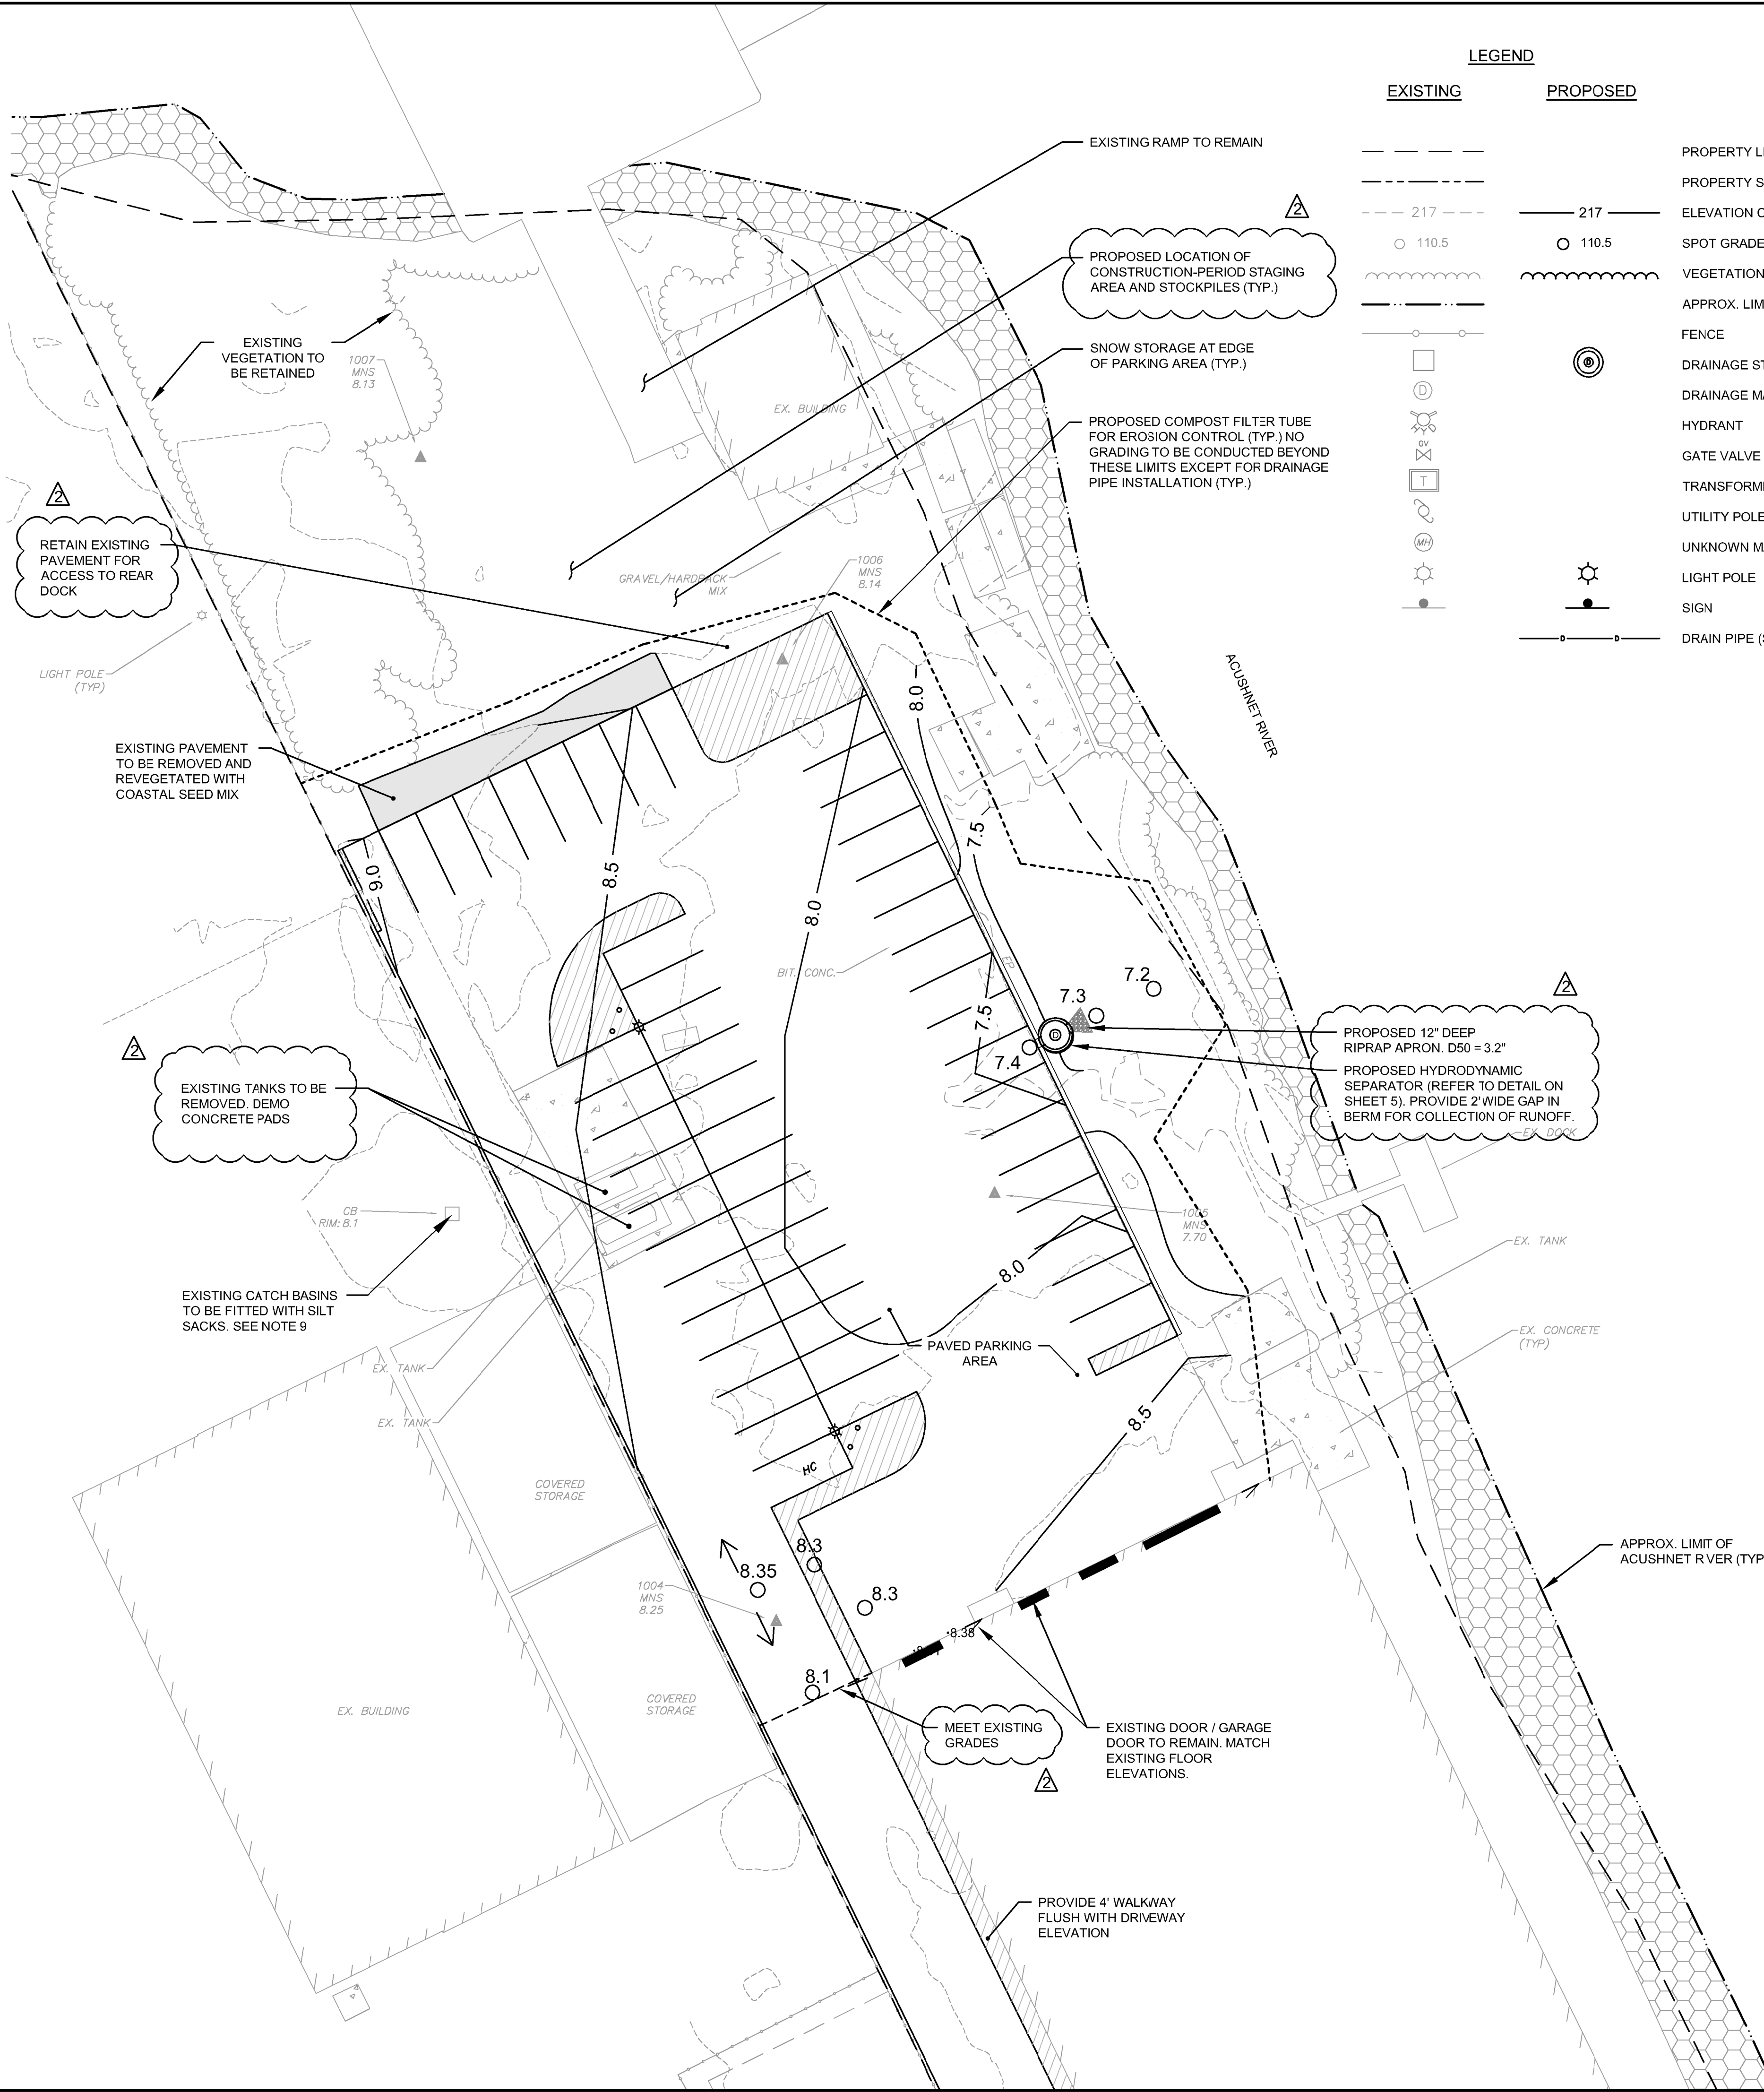 LEGEND
EXISTING
PROPOSED
PROPERTY L
PROPERTY S
217
217
ELEVATION
110.5
110.5
SPOT GRADE
VEGETATION
APPROX. LIM
FENCE
DRAINAGE ST
D
D
DRAINAGE MA
HYDRANT
GV
GATE VALVE
T
TRANSFORM
UTILITY POLE
MH
UNKNOWN M
LIGHT POLE
SIGN
D
D
DRAIN PIPE (
EXISTING RAMP TO REMAIN
2
PROPOSED LOCATION OF
CONSTRUCTION-PERIOD STAGING
AREA AND STOCKPILES (TYP.)
SNOW STORAGE AT EDGE
OF PARKING AREA (TYP.)
PROPOSED COMPOST FILTER TUBE
FOR EROSION CONTROL (TYP.) NO
GRADING TO BE CONDUCTED BEYOND
THESE LIMITS EXCEPT FOR DRAINAGE
PIPE INSTALLATION (TYP.)
EXISTING
VEGETATION TO
BE RETAINED
1007
MNS
8.13
EX. BUILDING
2
RETAIN EXISTING
PAVEMENT FOR
ACCESS TO REAR
DOCK
GRAVEL/HARDPACK
MIX
1006
MNS
8.14
LIGHT POLE
(TYP)
ACUSHNET RIVER
8.0
EXISTING PAVEMENT
TO BE REMOVED AND
REVEGETATED WITH
COASTAL SEED MIX
7.5
9.0
8.5
8.0
BIT. CONC.
EP
7.2
7.3
7.5
7.4
D
2
PROPOSED 12" DEEP
RIPRAP APRON. D50 = 3.2"
PROPOSED HYDRODYNAMIC
SEPARATOR (REFER TO DETAIL ON
SHEET 5). PROVIDE 2' WIDE GAP IN
BERM FOR COLLECTION OF RUNOFF.
EX. DOCK
2
EXISTING TANKS TO BE
REMOVED. DEMO
CONCRETE PADS
CB
RIM: 8.1
1005
MNS
7.70
EX. TANK
8.0
EXISTING CATCH BASINS
TO BE FITTED WITH SILT
SACKS. SEE NOTE 9
EX. CONCRETE
(TYP)
PAVED PARKING
AREA
EX. TANK
EX. TANK
8.5
HC
COVERED
STORAGE
APPROX. LIMIT OF
ACUSHNET R VER (TYP
8.3
8.35
8.3
1004
MNS
8.25
8.38
8.1
COVERED
STORAGE
EX. BUILDING
MEET EXISTING
GRADES
2
EXISTING DOOR / GARAGE
DOOR TO REMAIN. MATCH
EXISTING FLOOR
ELEVATIONS.
PROVIDE 4' WALKWAY
FLUSH WITH DRIVEWAY
ELEVATION